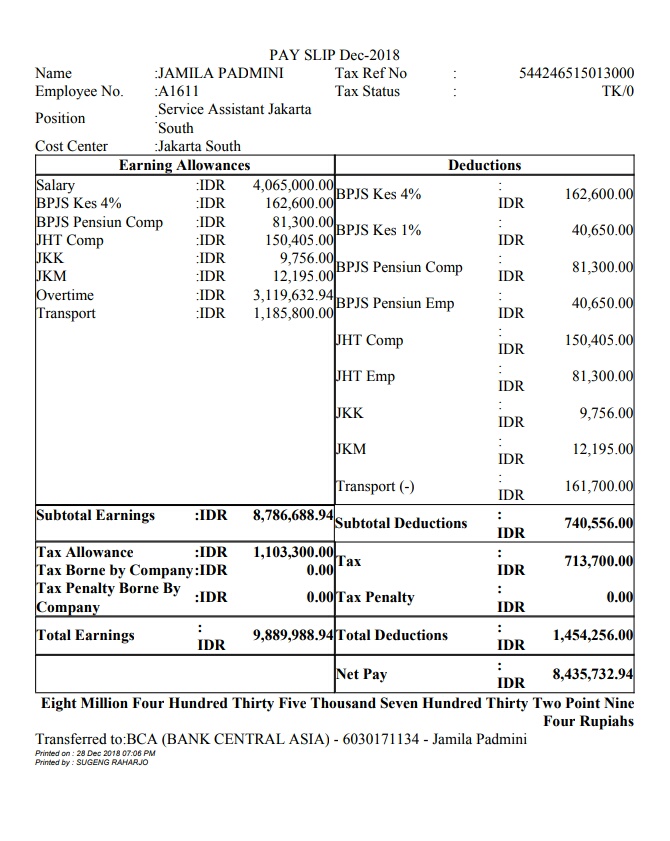 PAY SLIP Dec-2018
Name :JAMILA PADMINI Tax Ref No : 544246515013000
Employee No. :A1611 Tax Status : TK/0
Position :Service Assistant Jakarta
South
Cost Center :Jakarta South
Earning Allowances Deductions
Salary :IDR 4,065,000.00
BPJS Kes 4% :IDR 162,600.00
BPJS Pensiun Comp :IDR 81,300.00
JHT Comp :IDR 150,405.00
JKK :IDR 9,756.00
JKM :IDR 12,195.00
Overtime :IDR 3,119,632.94
Transport :IDR 1,185,800.00
BPJS Kes 4% : IDR 162,600.00
BPJS Kes 1% : IDR 40,650.00
BPJS Pensiun Comp : IDR 81,300.00
BPJS Pensiun Emp : IDR 40,650.00
JHT Comp : IDR 150,405.00
JHT Emp : IDR 81,300.00
JKK : IDR 9,756.00
JKM : IDR 12,195.00
Transport (-) : IDR 161,700.00
Subtotal Earnings :IDR 8,786,688.94 Subtotal Deductions : IDR 740,556.00
Tax Allowance :IDR 1,103,300.00
Tax Borne by Company:IDR 0.00
Tax Penalty Borne By
Company :IDR 0.00
Tax : IDR 713,700.00
Tax Penalty : IDR 0.00
Total Earnings : IDR 9,889,988.94 Total Deductions : IDR 1,454,256.00
Net Pay : IDR 8,435,732.94
Eight Million Four Hundred Thirty Five Thousand Seven Hundred Thirty Two Point Nine
Four Rupiahs
Transferred to:BCA (BANK CENTRAL ASIA) - 6030171134 - Jamila Padmini
Printed on : 28 Dec 2018 07:06 PM
Printed by : SUGENG RAHARJO